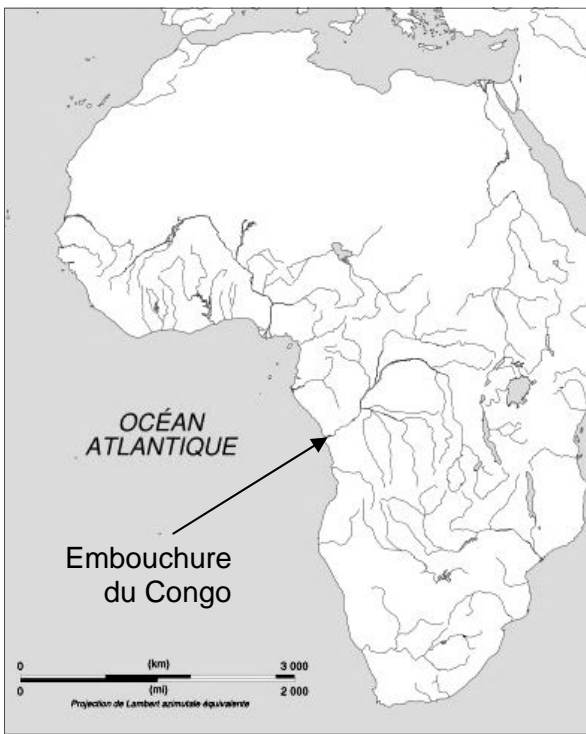 OCÉAN
ATLANTIQUE
Embouchure
du Congo
0 (km) 3 000
0 (mi) 2 000
Projection de Lambert azimutale équivalente